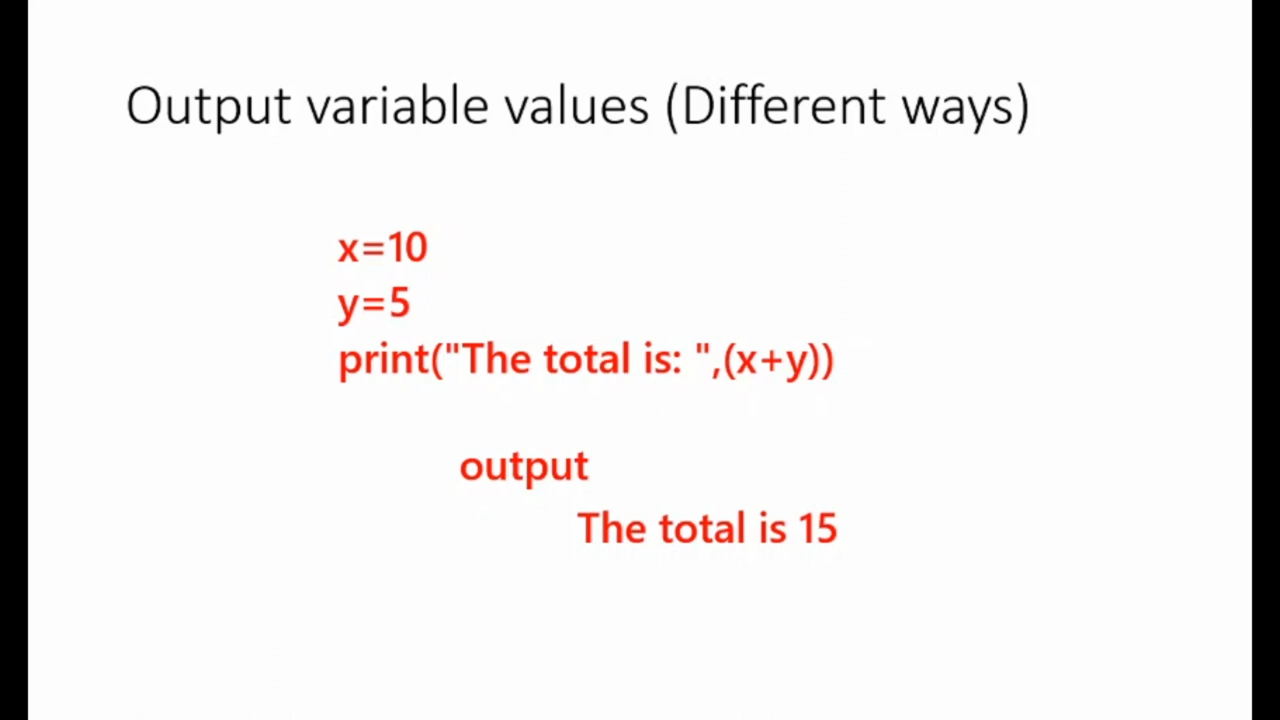 Output variable values (Different ways)
x=10
y=5
print("The total is: ",(x+y))
output
The total is 15